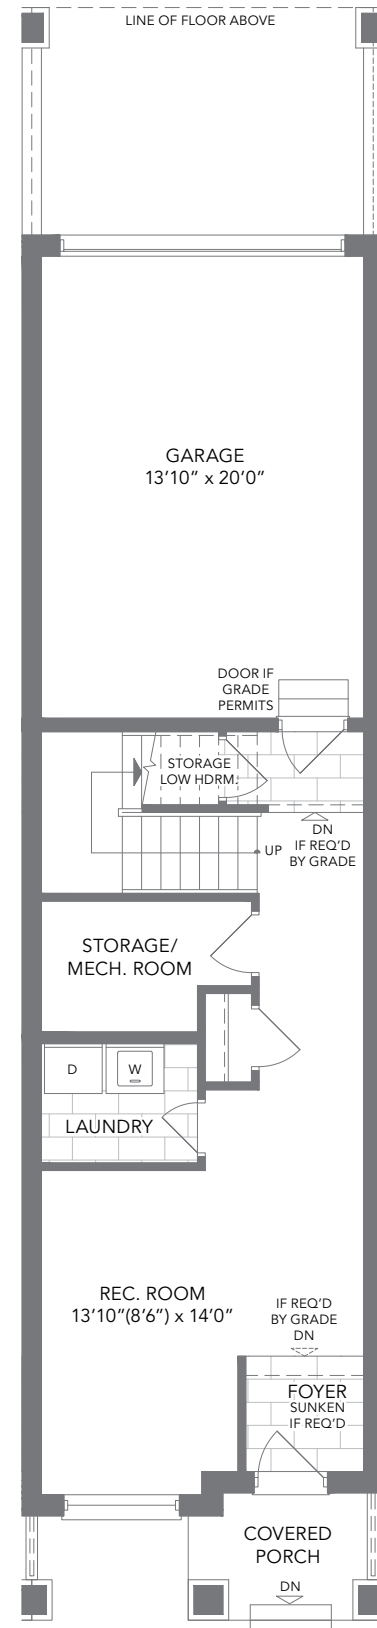 LINE OF FLOOR ABOVE
GARAGE
13'10" x 20'0"
DOOR IF
GRADE
PERMITS
STORAGE
LOW HDRM.
UP
DN
IF REQ'D
BY GRADE
STORAGE/
MECH. ROOM
D
W
LAUNDRY
REC. ROOM
13'10"(8'6") x 14'0"
IF REQ'D
BY GRADE
DN
FOYER
SUNKEN
IF REQ'D
COVERED
PORCH
DN